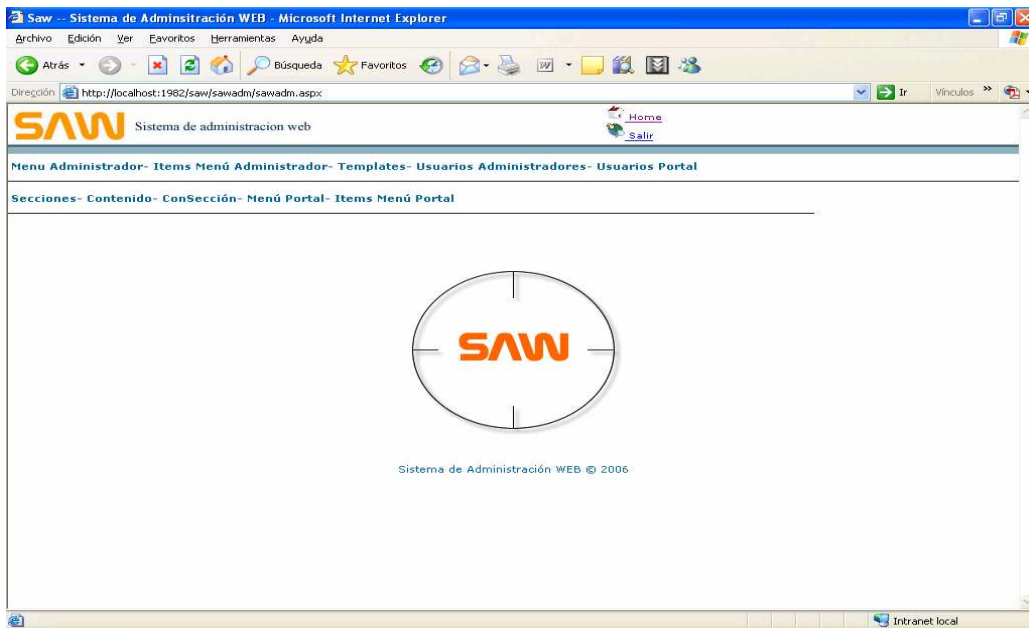 Saw -- Sistema de Adminsitración WEB - Microsoft Internet Explorer
Archivo Edición Ver Favoritos Herramientas Ayuda
Atrás Búsqueda Favoritos
Dirección http://localhost:1982/saw/sawadm/sawadm.aspx Ir Vínculos »
SAW Sistema de administracion web Home
Salir
Menu Administrador- Items Menú Administrador- Templates- Usuarios Administradores- Usuarios Portal
Secciones- Contenido- ConSección- Menú Portal- Items Menú Portal
SAW
Sistema de Administración WEB © 2006
Intranet local